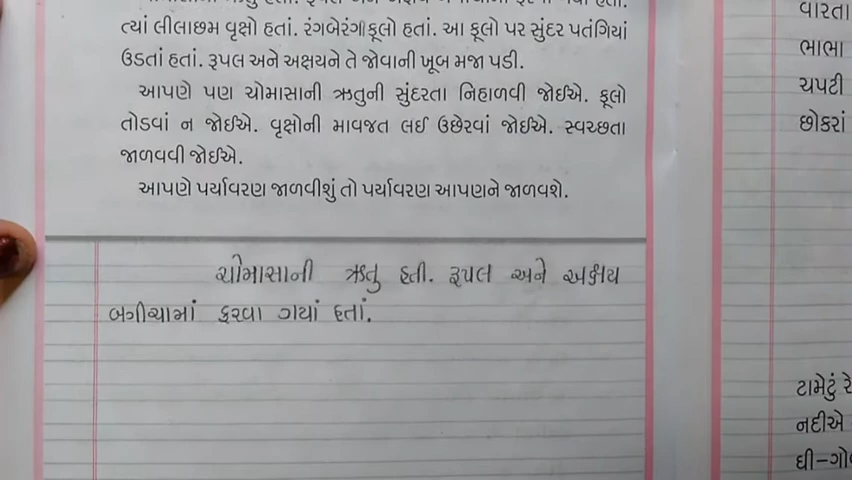 ત્યાં લીલાછમ વૃક્ષો હતાં. રંગબેરંગી ફૂલો હતાં. આ ફૂલો પર સુંદર પતંગિયાં
ઉડતાં હતાં. રૂપલ અને અક્ષયને તે જોવાની ખૂબ મજા પડી.
આપણે પણ ચોમાસાની ઋતુની સુંદરતા નિહાળવી જોઈએ. ફૂલો
તોડવાં ન જોઈએ. વૃક્ષોની માવજત લઈ ઉછેરવાં જોઈએ. સ્વચ્છતા
જાળવવી જોઈએ.
આપણે પર્યાવરણ જાળવીશું તો પર્યાવરણ આપણને જાળવશે.
ચોમાસાની ઋતુ હતી. રૂપલ અને અક્ષય
બગીચામાં ફરવા ગયાં હતાં.
વારતા
ભાભા
ચપટી
છોકરાં
ટામેટું રે
નદીએ
ઘી-ગો